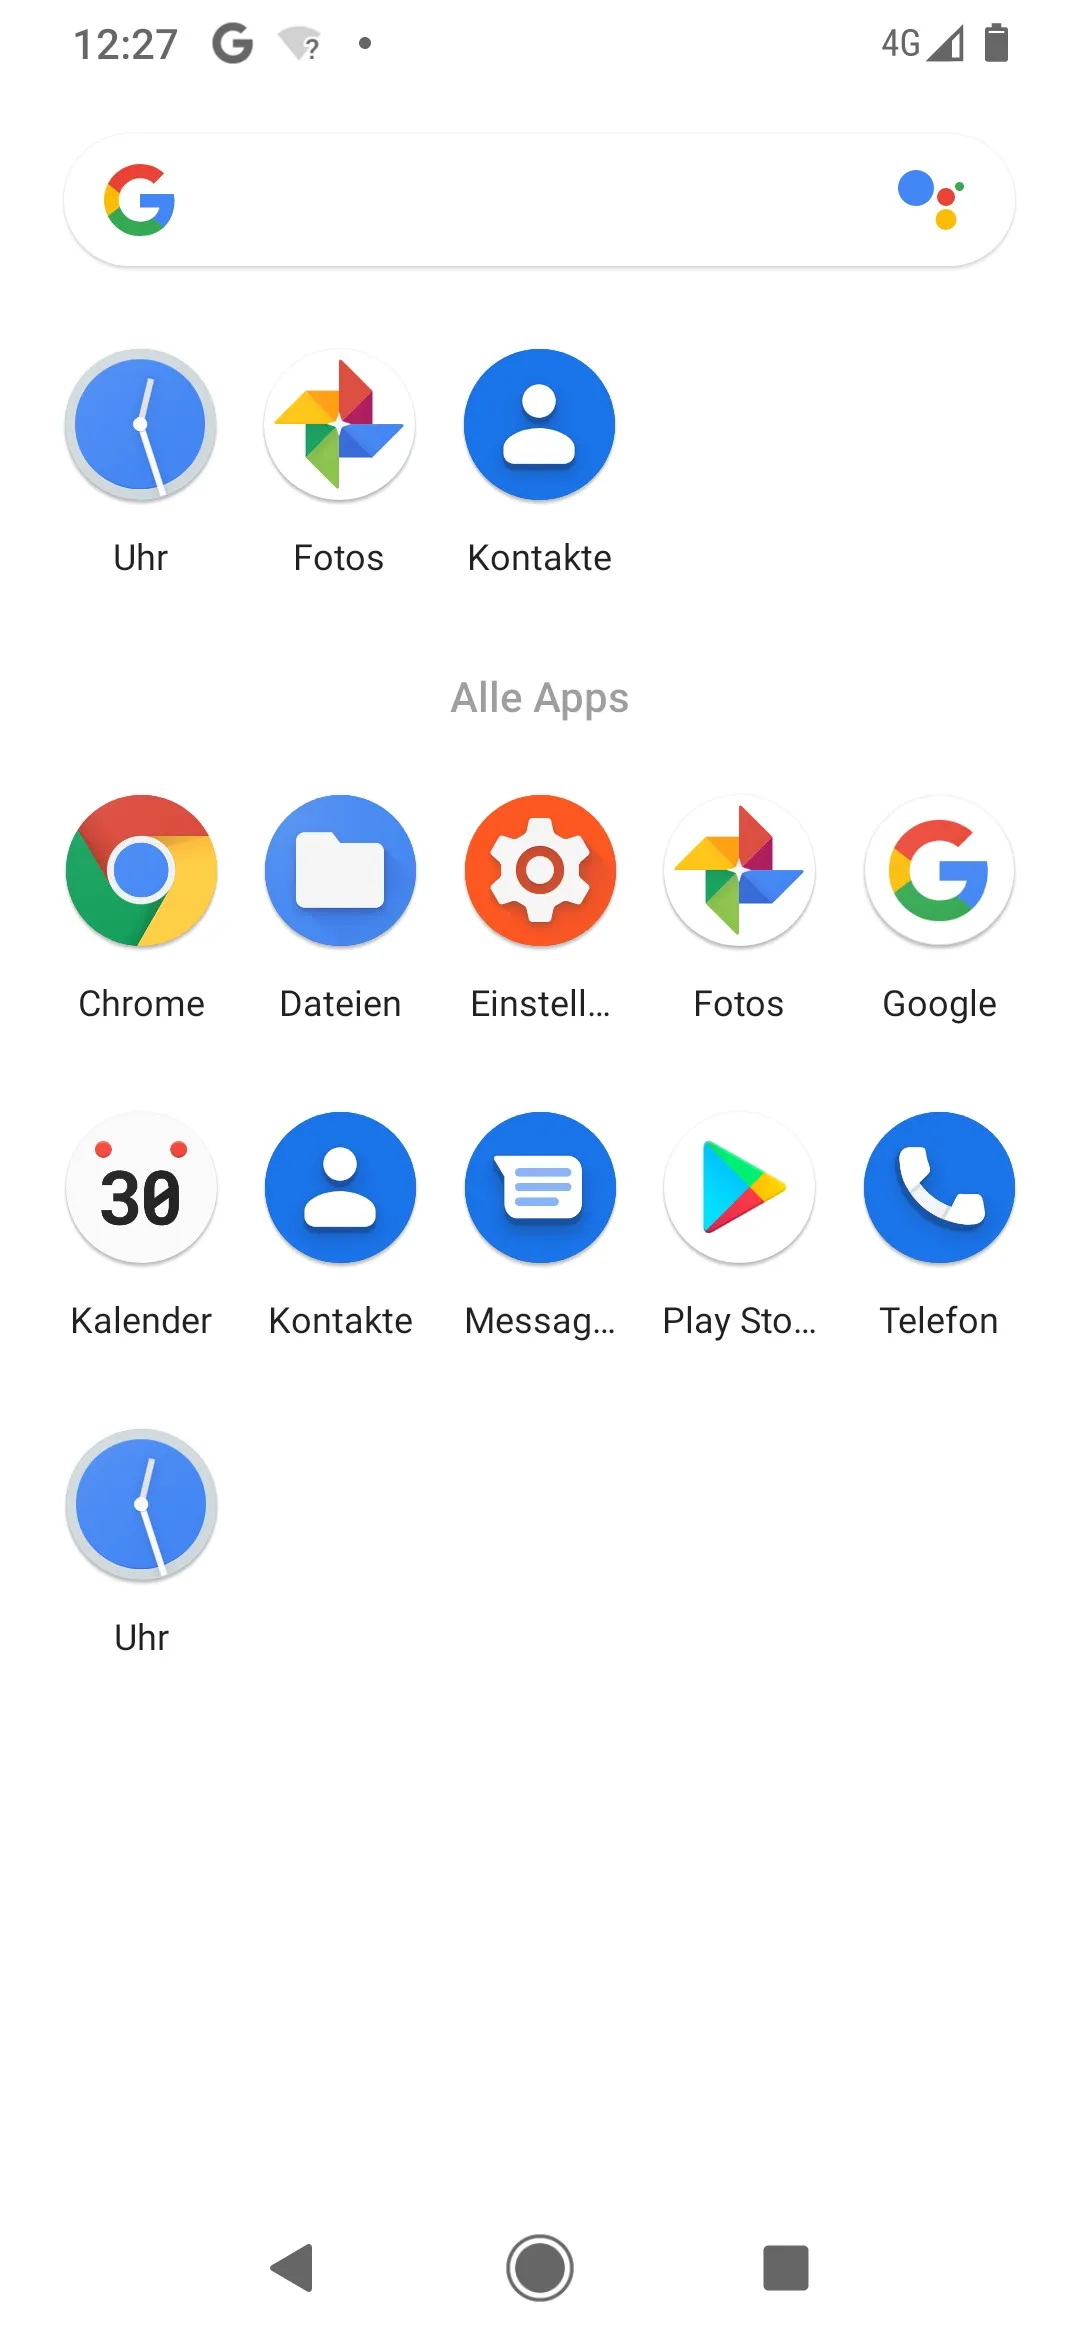 12:27 4G
Uhr Fotos Kontakte
Alle Apps
Chrome Dateien Einstell... Fotos Google
30
Kalender Kontakte Messag... Play Sto... Telefon
Uhr